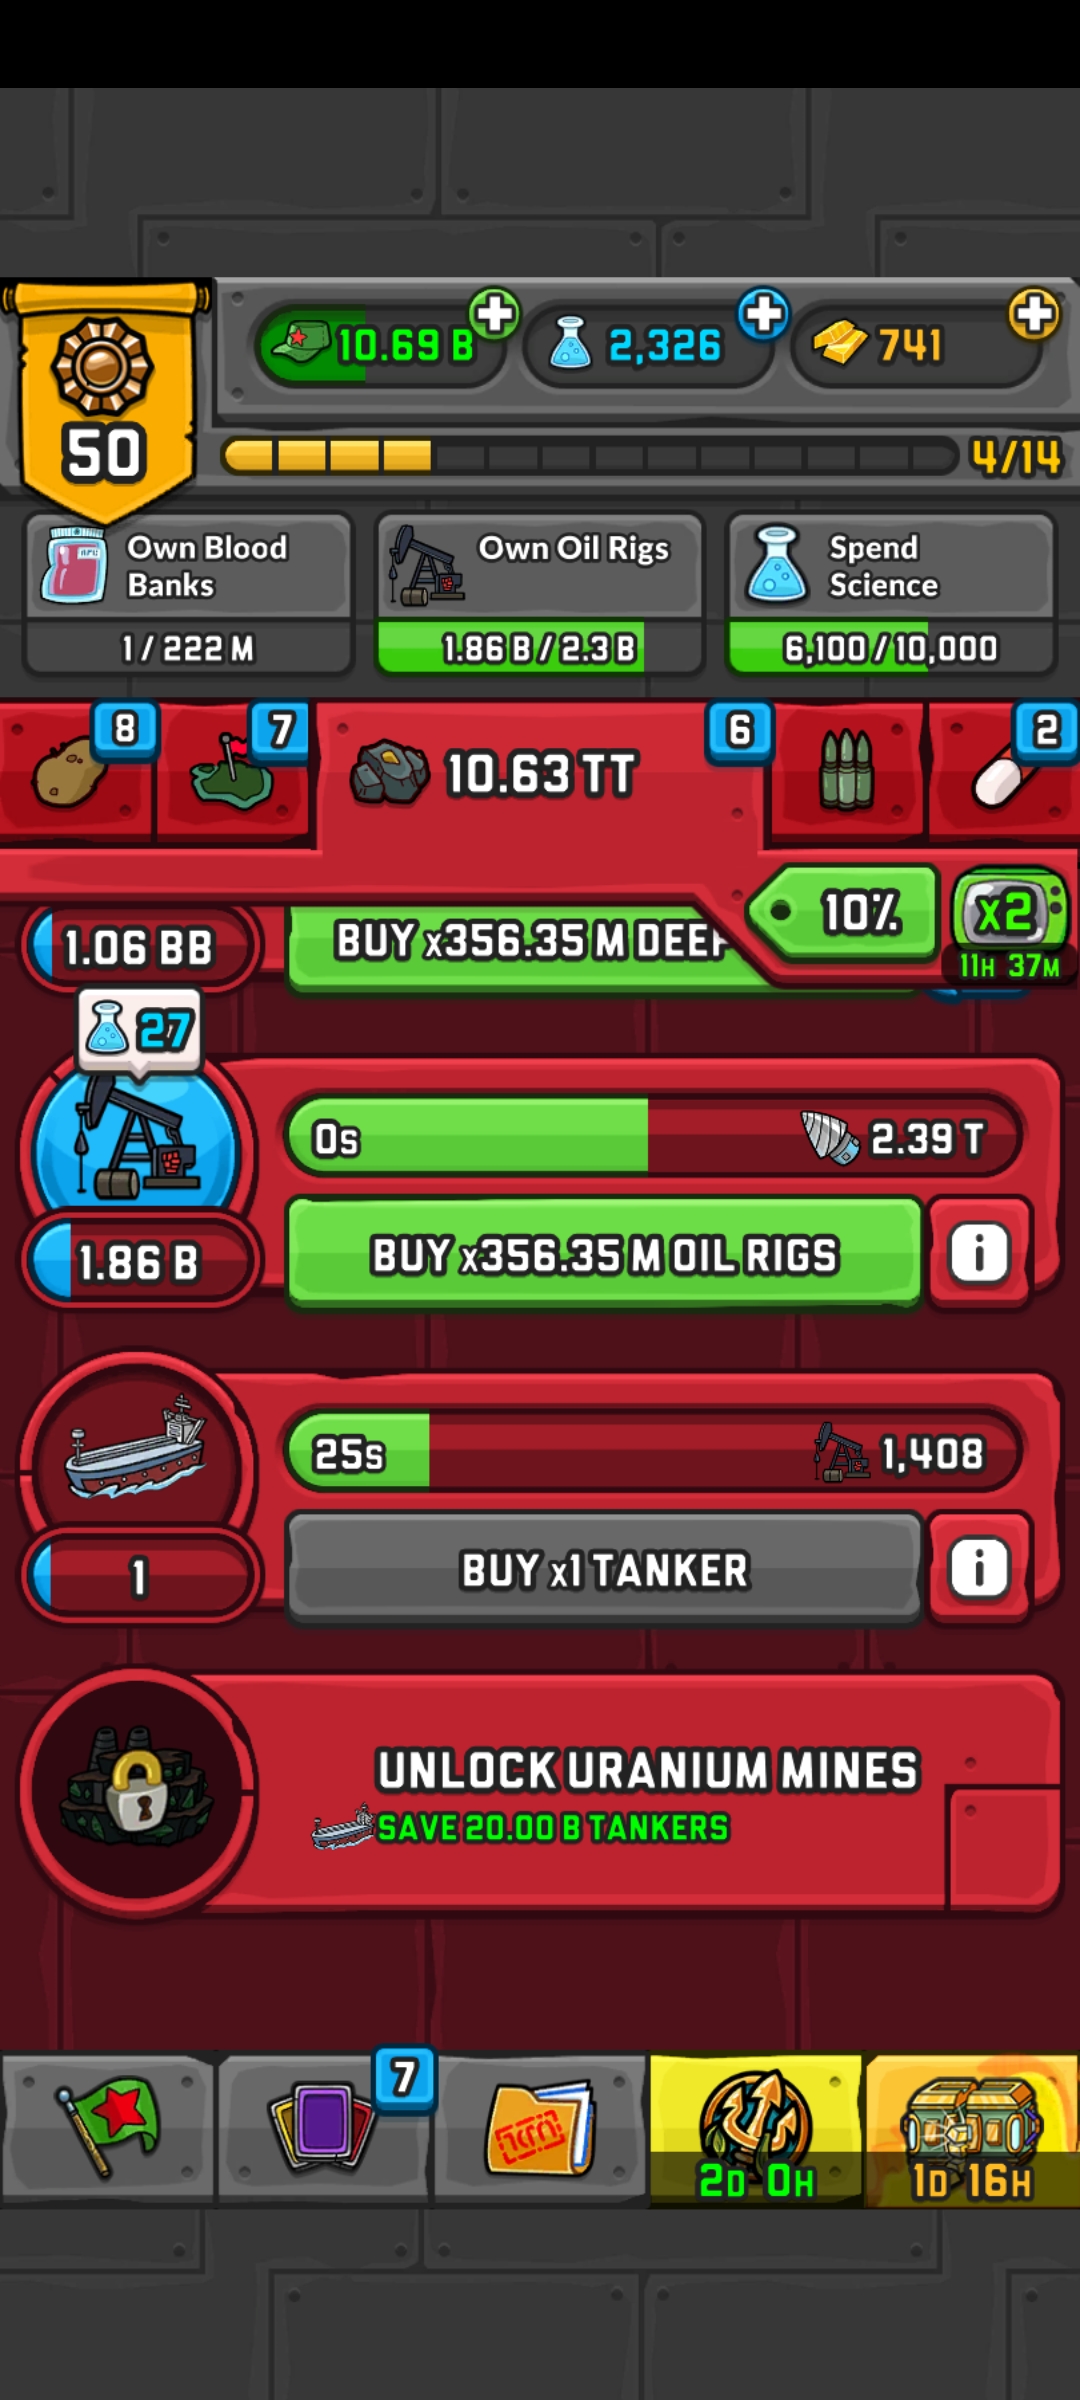 10.69 B
2,326
741
50
4/14
Own Blood
Banks
1 / 222 M
Own Oil Rigs
1.86 B / 2.3 B
Spend
Science
6,100 / 10,000
8
7
10.63 TT
6
2
10%
x2
11H 37M
1.06 BB
BUY x356.35 M DEEP
27
0s
2.39 T
1.86 B
BUY x356.35 M OIL RIGS
i
25s
1,408
1
BUY x1 TANKER
i
UNLOCK URANIUM MINES
SAVE 20.00 B TANKERS
7
2D 0H
1D 16H